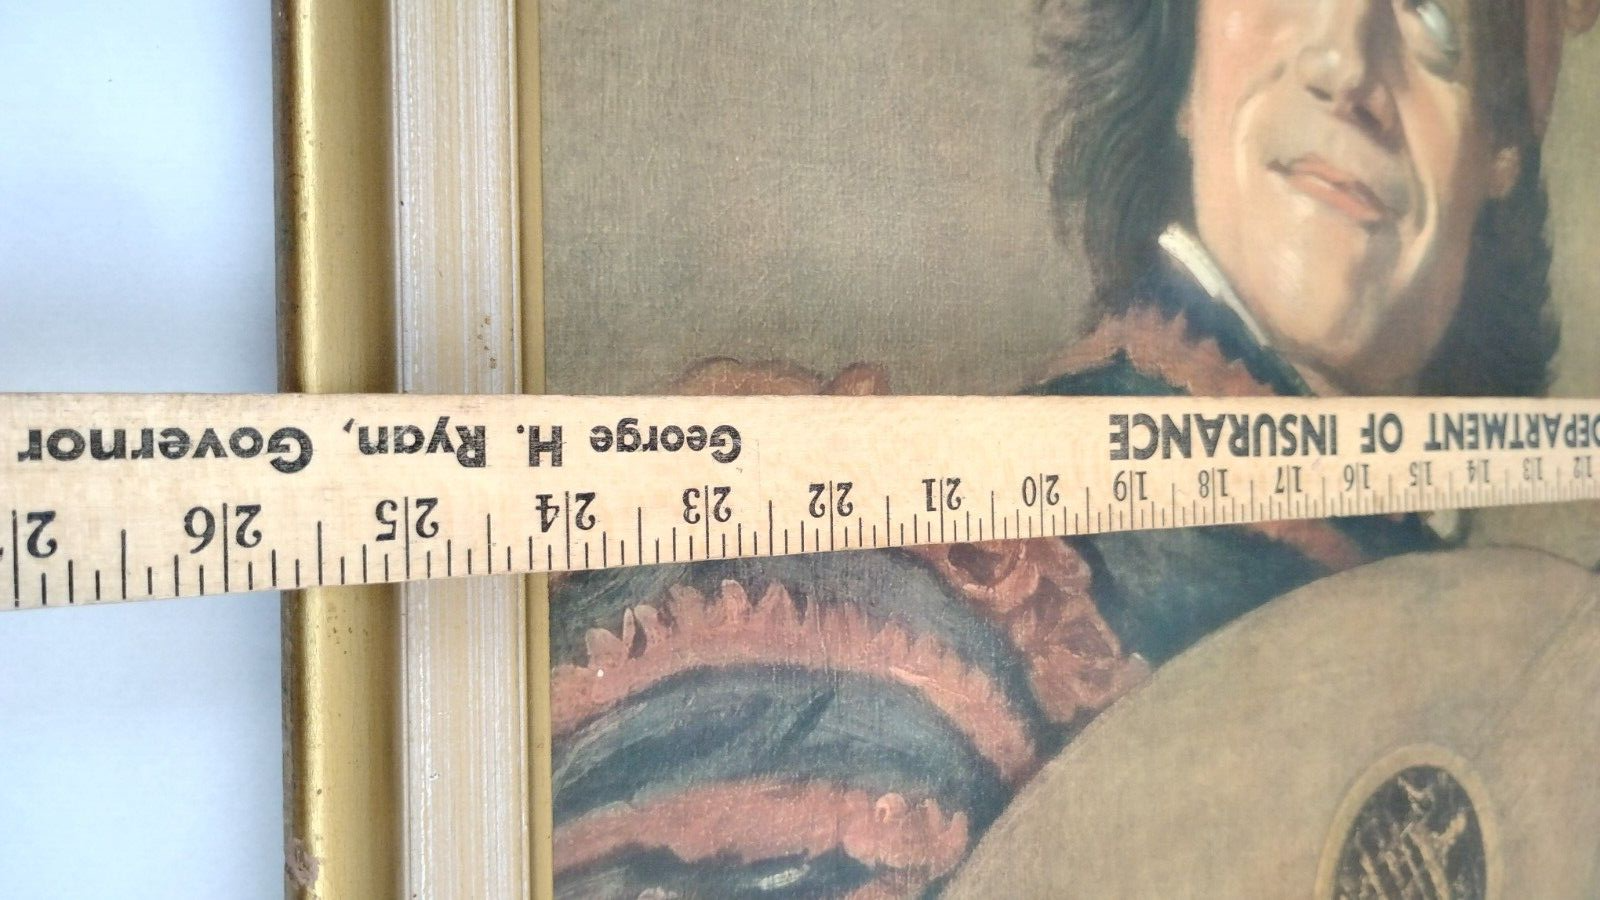 DEPARTMENT OF INSURANCE George H. Ryan, Governor
12 13 14 15 16 17 18 19 20 21 22 23 24 25 26 2